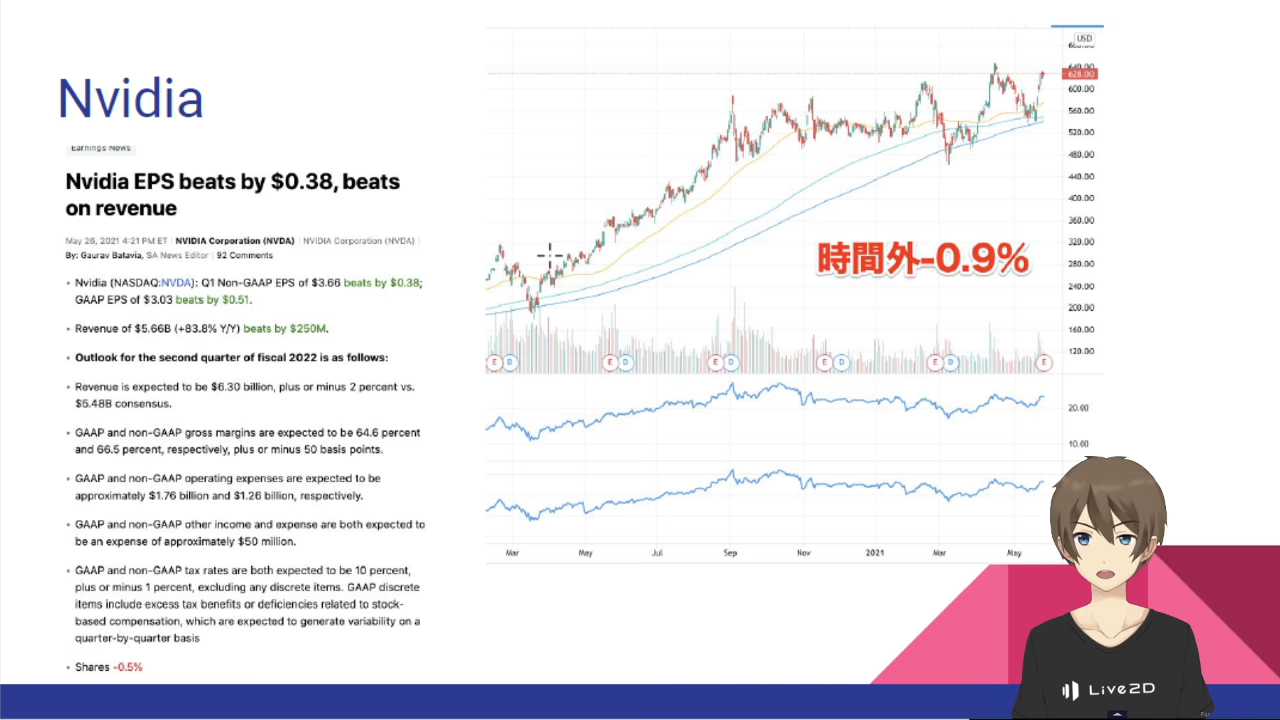 Nvidia
Earnings News
Nvidia EPS beats by $0.38, beats
on revenue
May 26, 2021 4:21 PM ET | NVIDIA Corporation (NVDA) | NVIDIA Corporation (NVDA) |
By: Gaurav Batavia, SA News Editor | 92 Comments
• Nvidia (NASDAQ:NVDA): Q1 Non-GAAP EPS of $3.66 beats by $0.38;
GAAP EPS of $3.03 beats by $0.51.
• Revenue of $5.66B (+83.8% Y/Y) beats by $250M.
• Outlook for the second quarter of fiscal 2022 is as follows:
• Revenue is expected to be $6.30 billion, plus or minus 2 percent vs.
$5.48B consensus.
• GAAP and non-GAAP gross margins are expected to be 64.6 percent
and 66.5 percent, respectively, plus or minus 50 basis points.
• GAAP and non-GAAP operating expenses are expected to be
approximately $1.76 billion and $1.26 billion, respectively.
• GAAP and non-GAAP other income and expense are both expected to
be an expense of approximately $50 million.
• GAAP and non-GAAP tax rates are both expected to be 10 percent,
plus or minus 1 percent, excluding any discrete items. GAAP discrete
items include excess tax benefits or deficiencies related to stock-
based compensation, which are expected to generate variability on a
quarter-by-quarter basis
• Shares -0.5%
USD
640.00
628.00
600.00
560.00
520.00
480.00
440.00
400.00
360.00
320.00
280.00
240.00
200.00
160.00
120.00
時間外-0.9%
E D E D E D E D E D E
20.00
10.00
Mar May Jul Sep Nov 2021 Mar May
Live2D